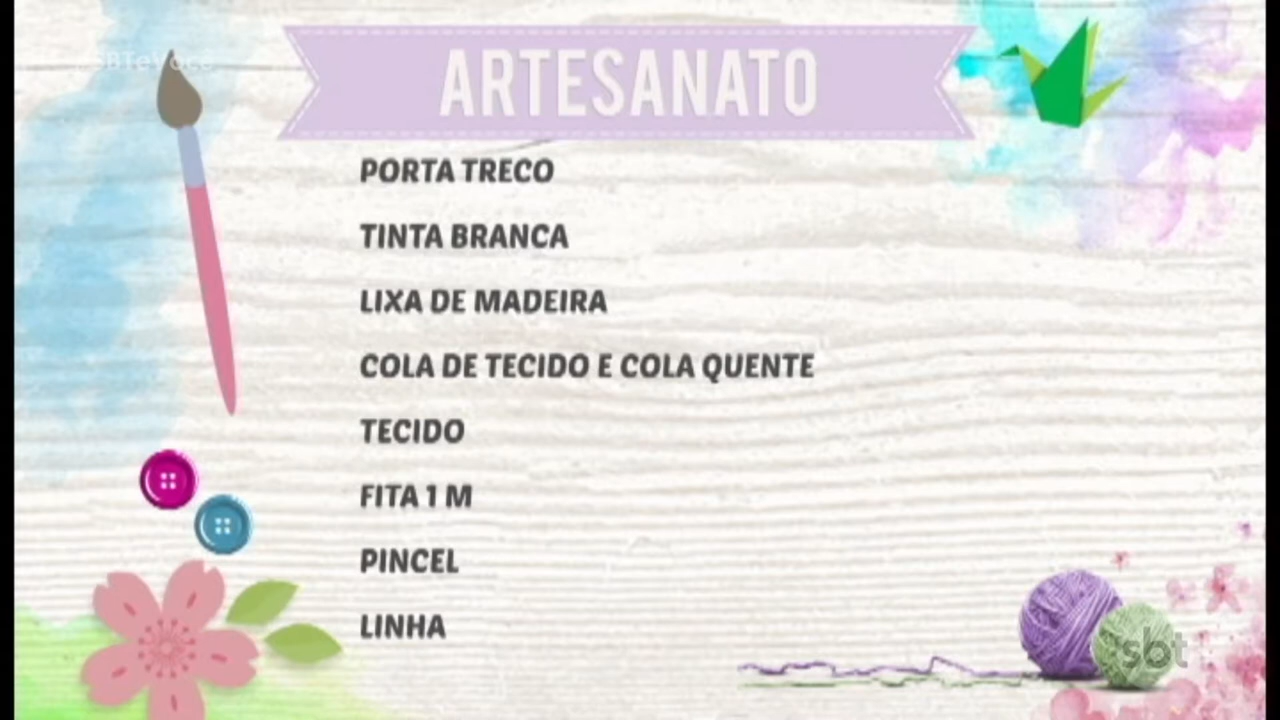 SBTeVocê
ARTESANATO
PORTA TRECO
TINTA BRANCA
LIXA DE MADEIRA
COLA DE TECIDO E COLA QUENTE
TECIDO
FITA 1 M
PINCEL
LINHA
sbt